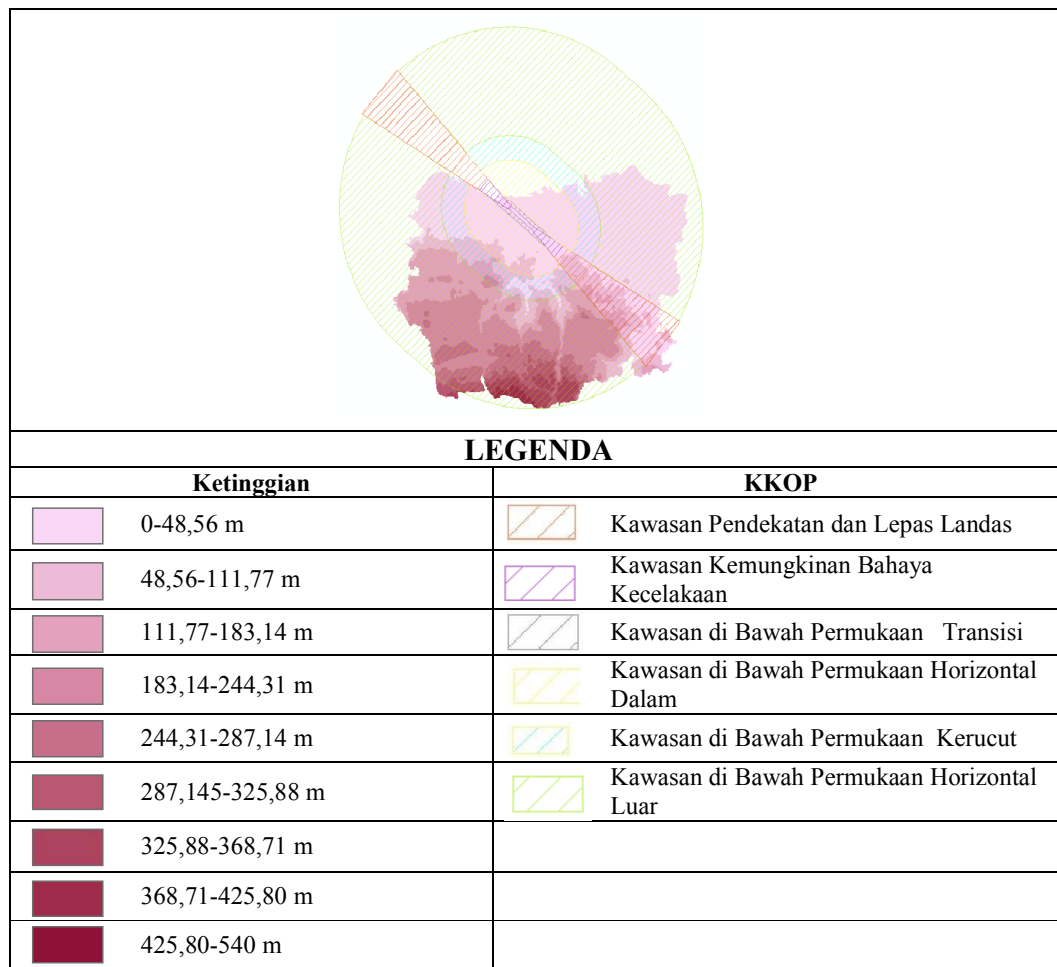 LEGENDA
Ketinggian
KKOP
0-48,56 m
Kawasan Pendekatan dan Lepas Landas
48,56-111,77 m
Kawasan Kemungkinan Bahaya
Kecelakaan
111,77-183,14 m
Kawasan di Bawah Permukaan Transisi
183,14-244,31 m
Kawasan di Bawah Permukaan Horizontal
Dalam
244,31-287,14 m
Kawasan di Bawah Permukaan Kerucut
287,145-325,88 m
Kawasan di Bawah Permukaan Horizontal
Luar
325,88-368,71 m
368,71-425,80 m
425,80-540 m